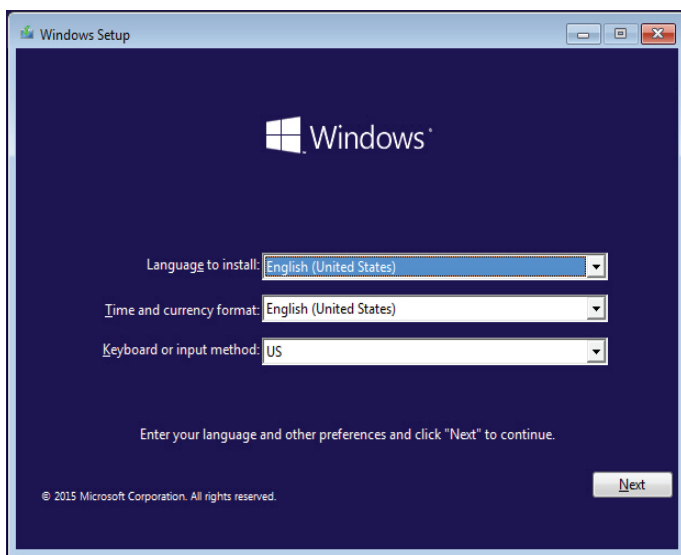 Windows Setup
Windows
Language to install: English (United States)
Time and currency format: English (United States)
Keyboard or input method: US
Enter your language and other preferences and click "Next" to continue.
Next
© 2015 Microsoft Corporation. All rights reserved.